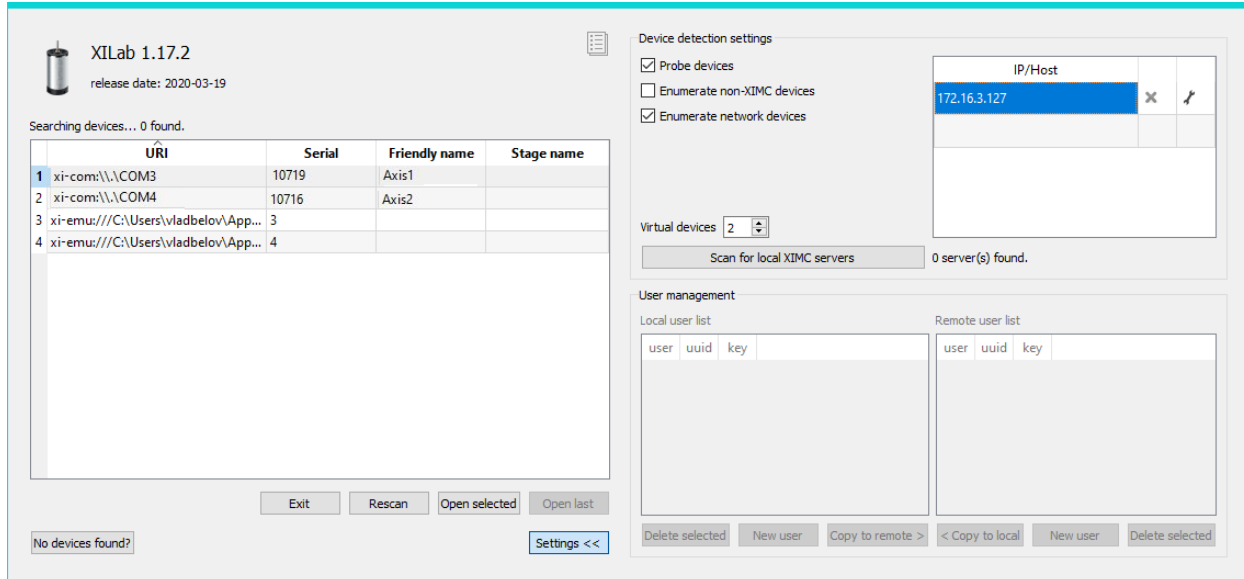 XILab 1.17.2
release date: 2020-03-19
Searching devices... 0 found.
URI Serial Friendly name Stage name
1 xi-com:\\.\COM3 10719 Axis1
2 xi-com:\\.\COM4 10716 Axis2
3 xi-emu:///C:\Users\vladbelov\App... 3
4 xi-emu:///C:\Users\vladbelov\App... 4
Exit Rescan Open selected Open last
No devices found? Settings <<
Device detection settings
Probe devices
Enumerate non-XIMC devices
Enumerate network devices
IP/Host
172.16.3.127
Virtual devices 2
Scan for local XIMC servers 0 server(s) found.
User management
Local user list
user uuid key
Delete selected New user Copy to remote >
Remote user list
user uuid key
< Copy to local New user Delete selected